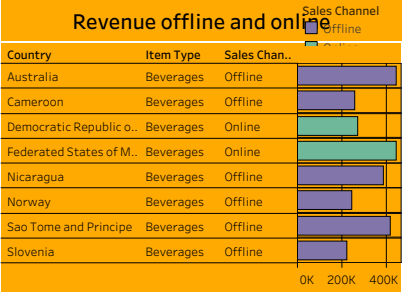 Revenue offline and online
Sales Channel
Offline
Online
Country Item Type Sales Chan..
Australia Beverages Offline
Cameroon Beverages Offline
Democratic Republic o.. Beverages Online
Federated States of M.. Beverages Online
Nicaragua Beverages Offline
Norway Beverages Offline
Sao Tome and Principe Beverages Offline
Slovenia Beverages Offline
0K 200K 400K